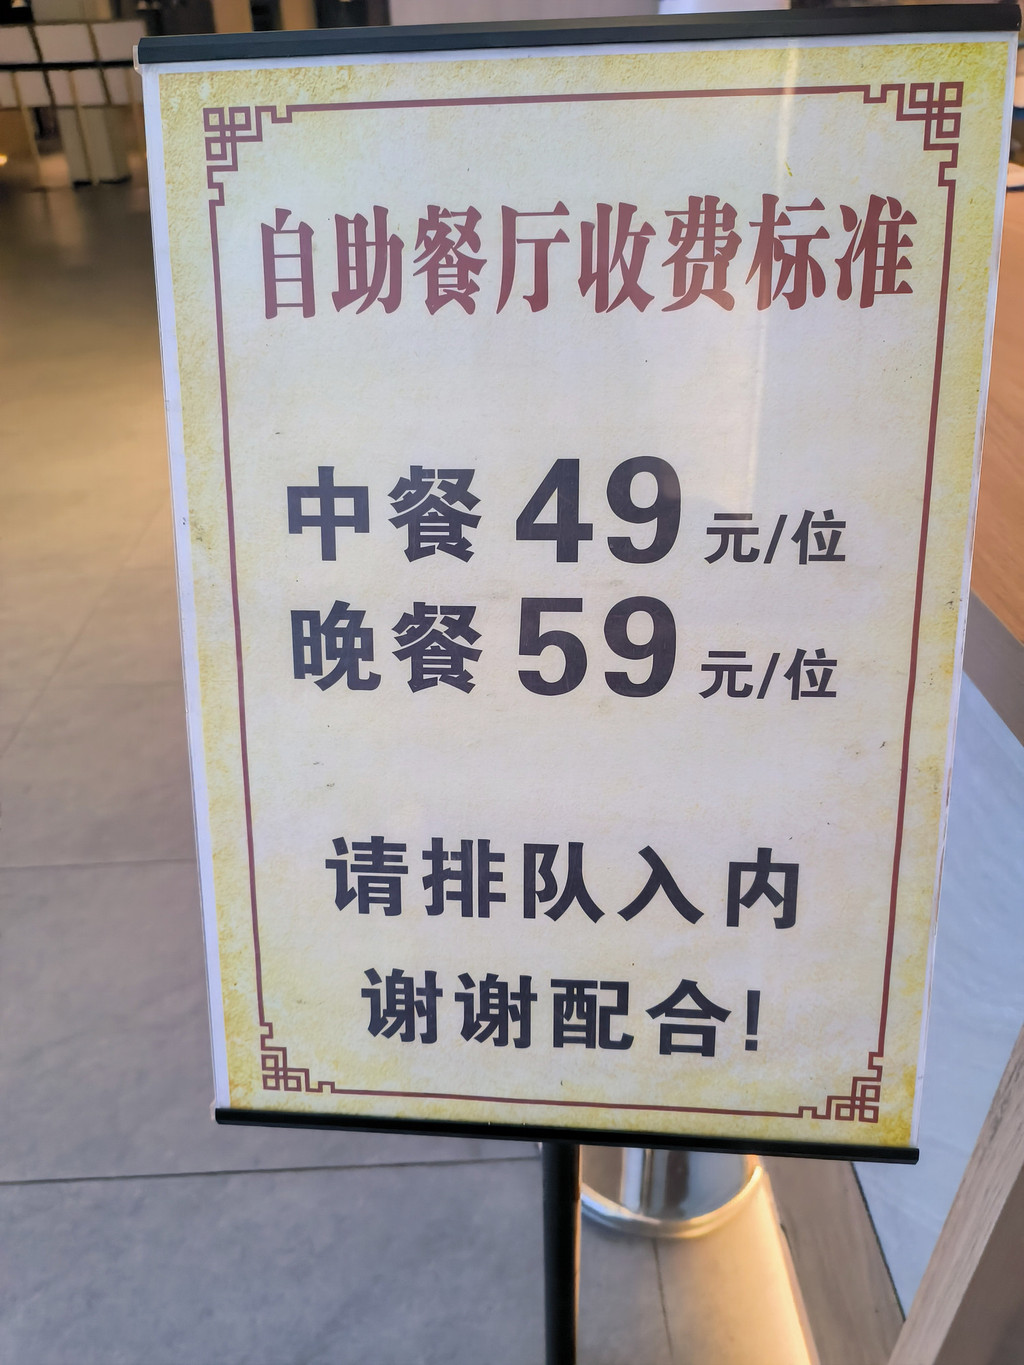 自助餐厅收费标准
中餐 49 元/位
晚餐 59 元/位
请排队入内
谢谢配合!